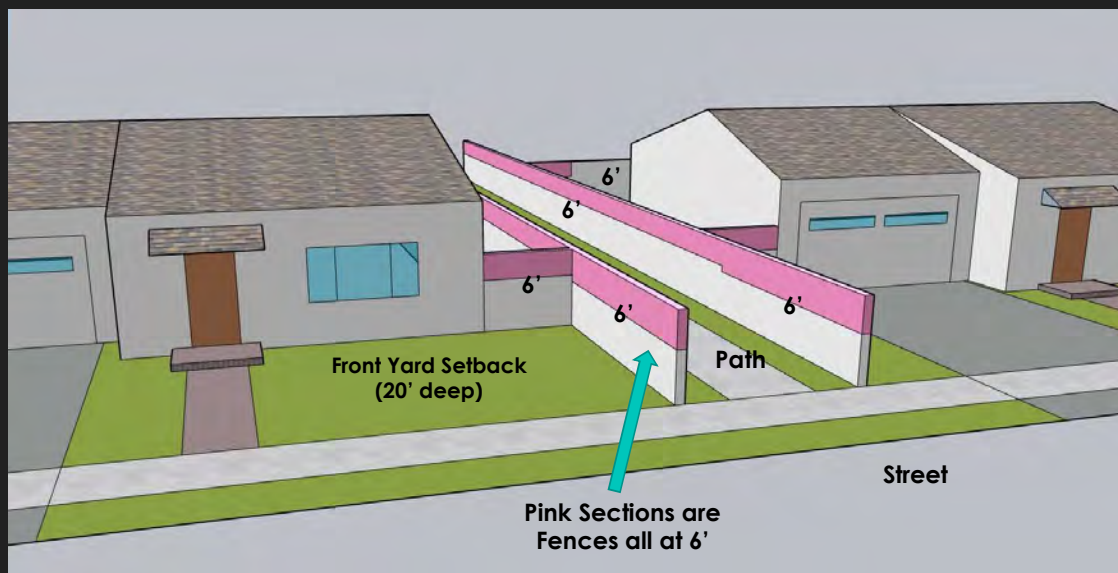 6’
6’
6’
6’
6’
Front Yard Setback
(20’ deep)
Path
Street
Pink Sections are
Fences all at 6’